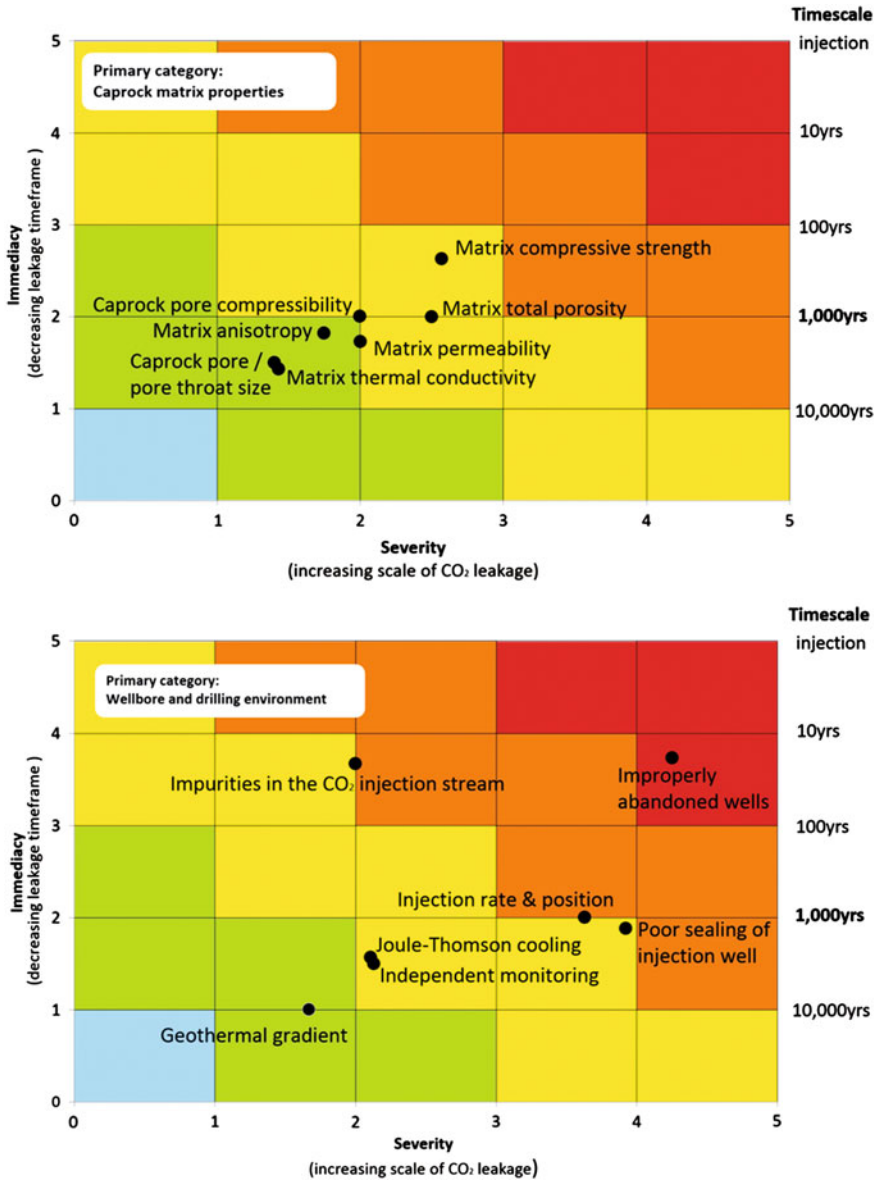 Timescale
injection
5
Primary category:
Caprock matrix properties
4
10yrs
3
100yrs
Immediacy
(decreasing leakage timeframe )
Matrix compressive strength
Caprock pore compressibility
Matrix total porosity
2
1,000yrs
Matrix anisotropy
Matrix permeability
Caprock pore /
pore throat size
Matrix thermal conductivity
1
10,000yrs
0
0 1 2 3 4 5
Severity
(increasing scale of CO₂ leakage)
Timescale
injection
5
Primary category:
Wellbore and drilling environment
4
10yrs
Impurities in the CO₂ injection stream
Improperly
abandoned wells
3
100yrs
Immediacy
(decreasing leakage timeframe )
Injection rate & position
2
1,000yrs
Poor sealing of
injection well
Joule-Thomson cooling
Independent monitoring
1
10,000yrs
Geothermal gradient
0
0 1 2 3 4 5
Severity
(increasing scale of CO₂ leakage)